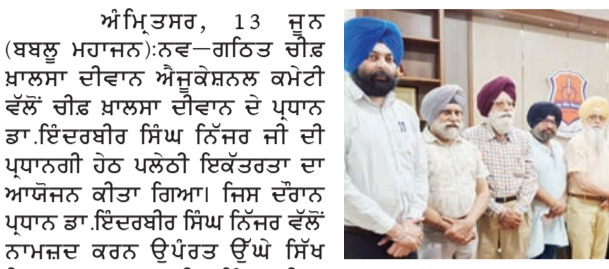 ਅੰਮ੍ਰਿਤਸਰ, 13 ਜੂਨ
(ਬਬਲੂ ਮਹਾਜਨ):ਨਵ—ਗਠਿਤ ਚੀਫ਼
ਖ਼ਾਲਸਾ ਦੀਵਾਨ ਐਜੂਕੇਸ਼ਨਲ ਕਮੇਟੀ
ਵੱਲੋਂ ਚੀਫ਼ ਖ਼ਾਲਸਾ ਦੀਵਾਨ ਦੇ ਪ੍ਰਧਾਨ
ਡਾ.ਇੰਦਰਬੀਰ ਸਿੰਘ ਨਿੱਜਰ ਜੀ ਦੀ
ਪ੍ਰਧਾਨਗੀ ਹੇਠ ਪਲੇਠੀ ਇਕੱਤਰਤਾ ਦਾ
ਆਯੋਜਨ ਕੀਤਾ ਗਿਆ। ਜਿਸ ਦੌਰਾਨ
ਪ੍ਰਧਾਨ ਡਾ.ਇੰਦਰਬੀਰ ਸਿੰਘ ਨਿੱਜਰ ਵੱਲੋਂ
ਨਾਮਜ਼ਦ ਕਰਨ ਉਪੰਰਤ ਉੱਘੇ ਸਿੱਖ